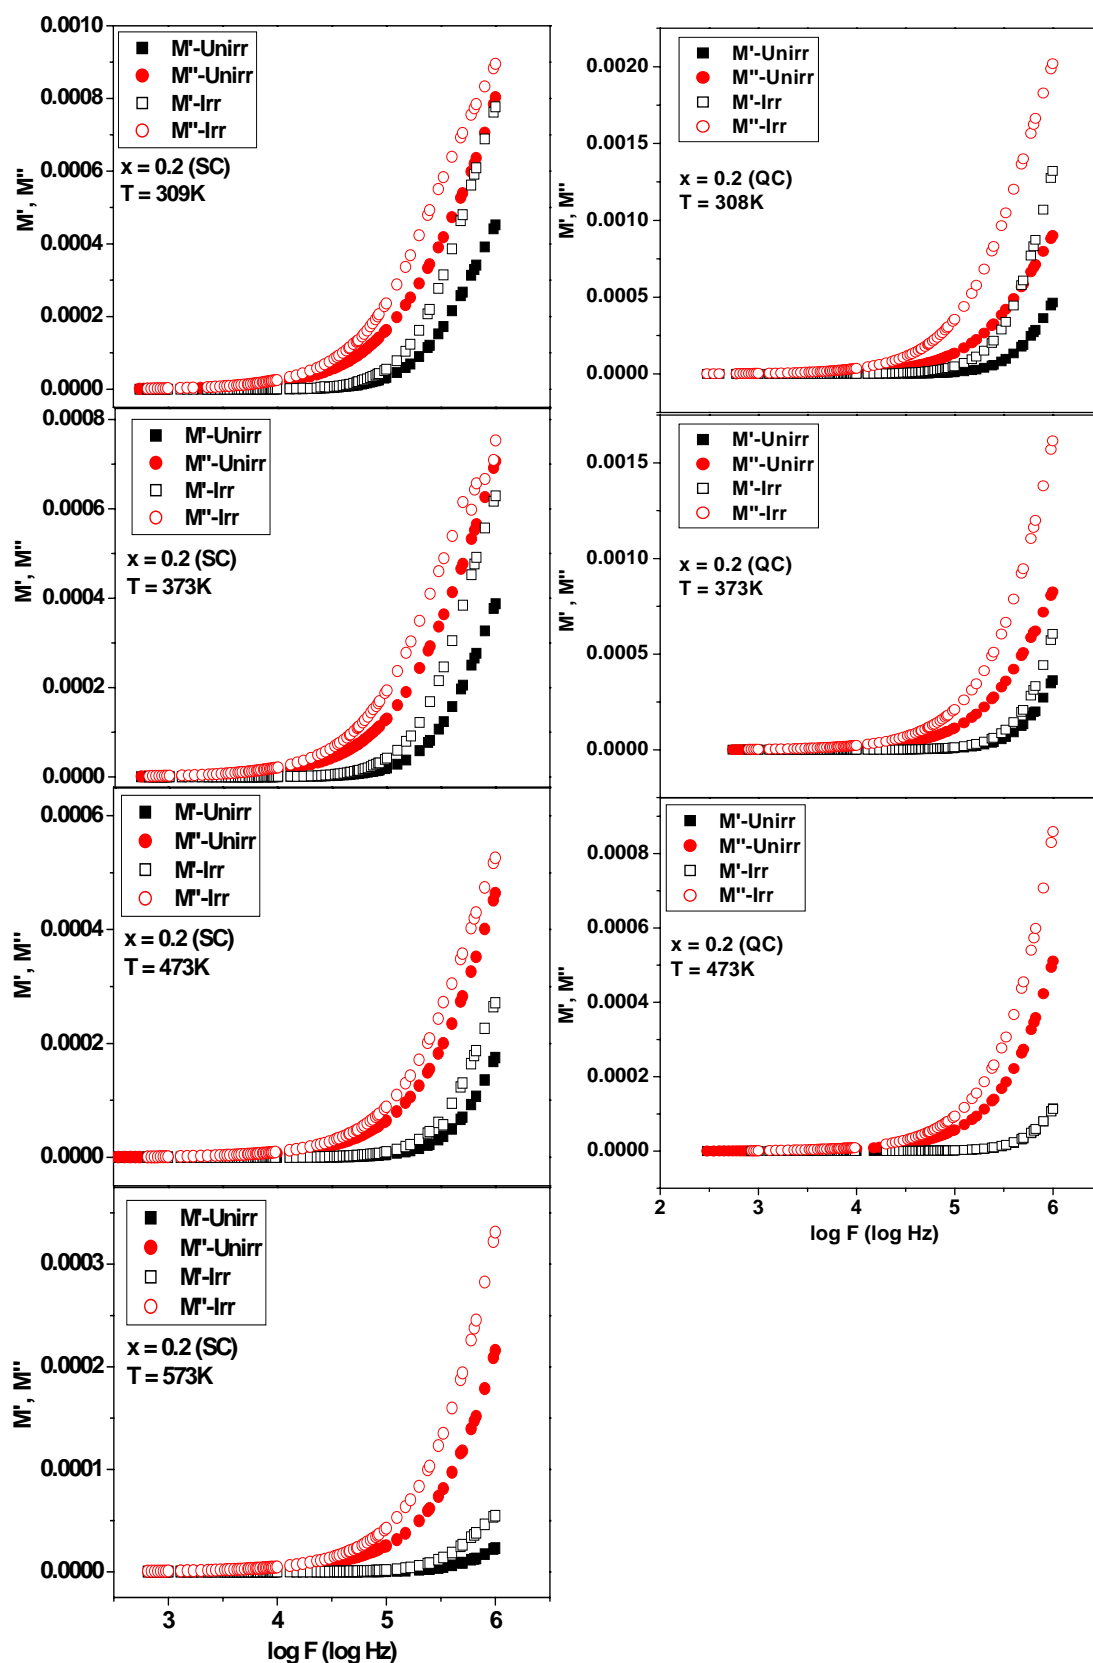 0.0010
0.0008
0.0006
0.0004
0.0002
0.0000
M', M"
M'-Unirr
M"-Unirr
M'-Irr
M"-Irr
x = 0.2 (SC)
T = 309K
0.0008
0.0006
0.0004
0.0002
0.0000
M', M"
M'-Unirr
M"-Unirr
M'-Irr
M"-Irr
x = 0.2 (SC)
T = 373K
0.0006
0.0004
0.0002
0.0000
M', M"
M'-Unirr
M"-Unirr
M'-Irr
M"-Irr
x = 0.2 (SC)
T = 473K
0.0003
0.0002
0.0001
0.0000
M', M"
M'-Unirr
M"-Unirr
M'-Irr
M"-Irr
x = 0.2 (SC)
T = 573K
3 4 5 6
log F (log Hz)
0.0020
0.0015
0.0010
0.0005
0.0000
M', M"
M'-Unirr
M"-Unirr
M'-Irr
M"-Irr
x = 0.2 (QC)
T = 308K
0.0015
0.0010
0.0005
0.0000
M' , M"
M'-Unirr
M"-Unirr
M'-Irr
M"-Irr
x = 0.2 (QC)
T = 373K
0.0008
0.0006
0.0004
0.0002
0.0000
M', M"
M'-Unirr
M"-Unirr
M'-Irr
M"-Irr
x = 0.2 (QC)
T = 473K
2 3 4 5 6
log F (log Hz)